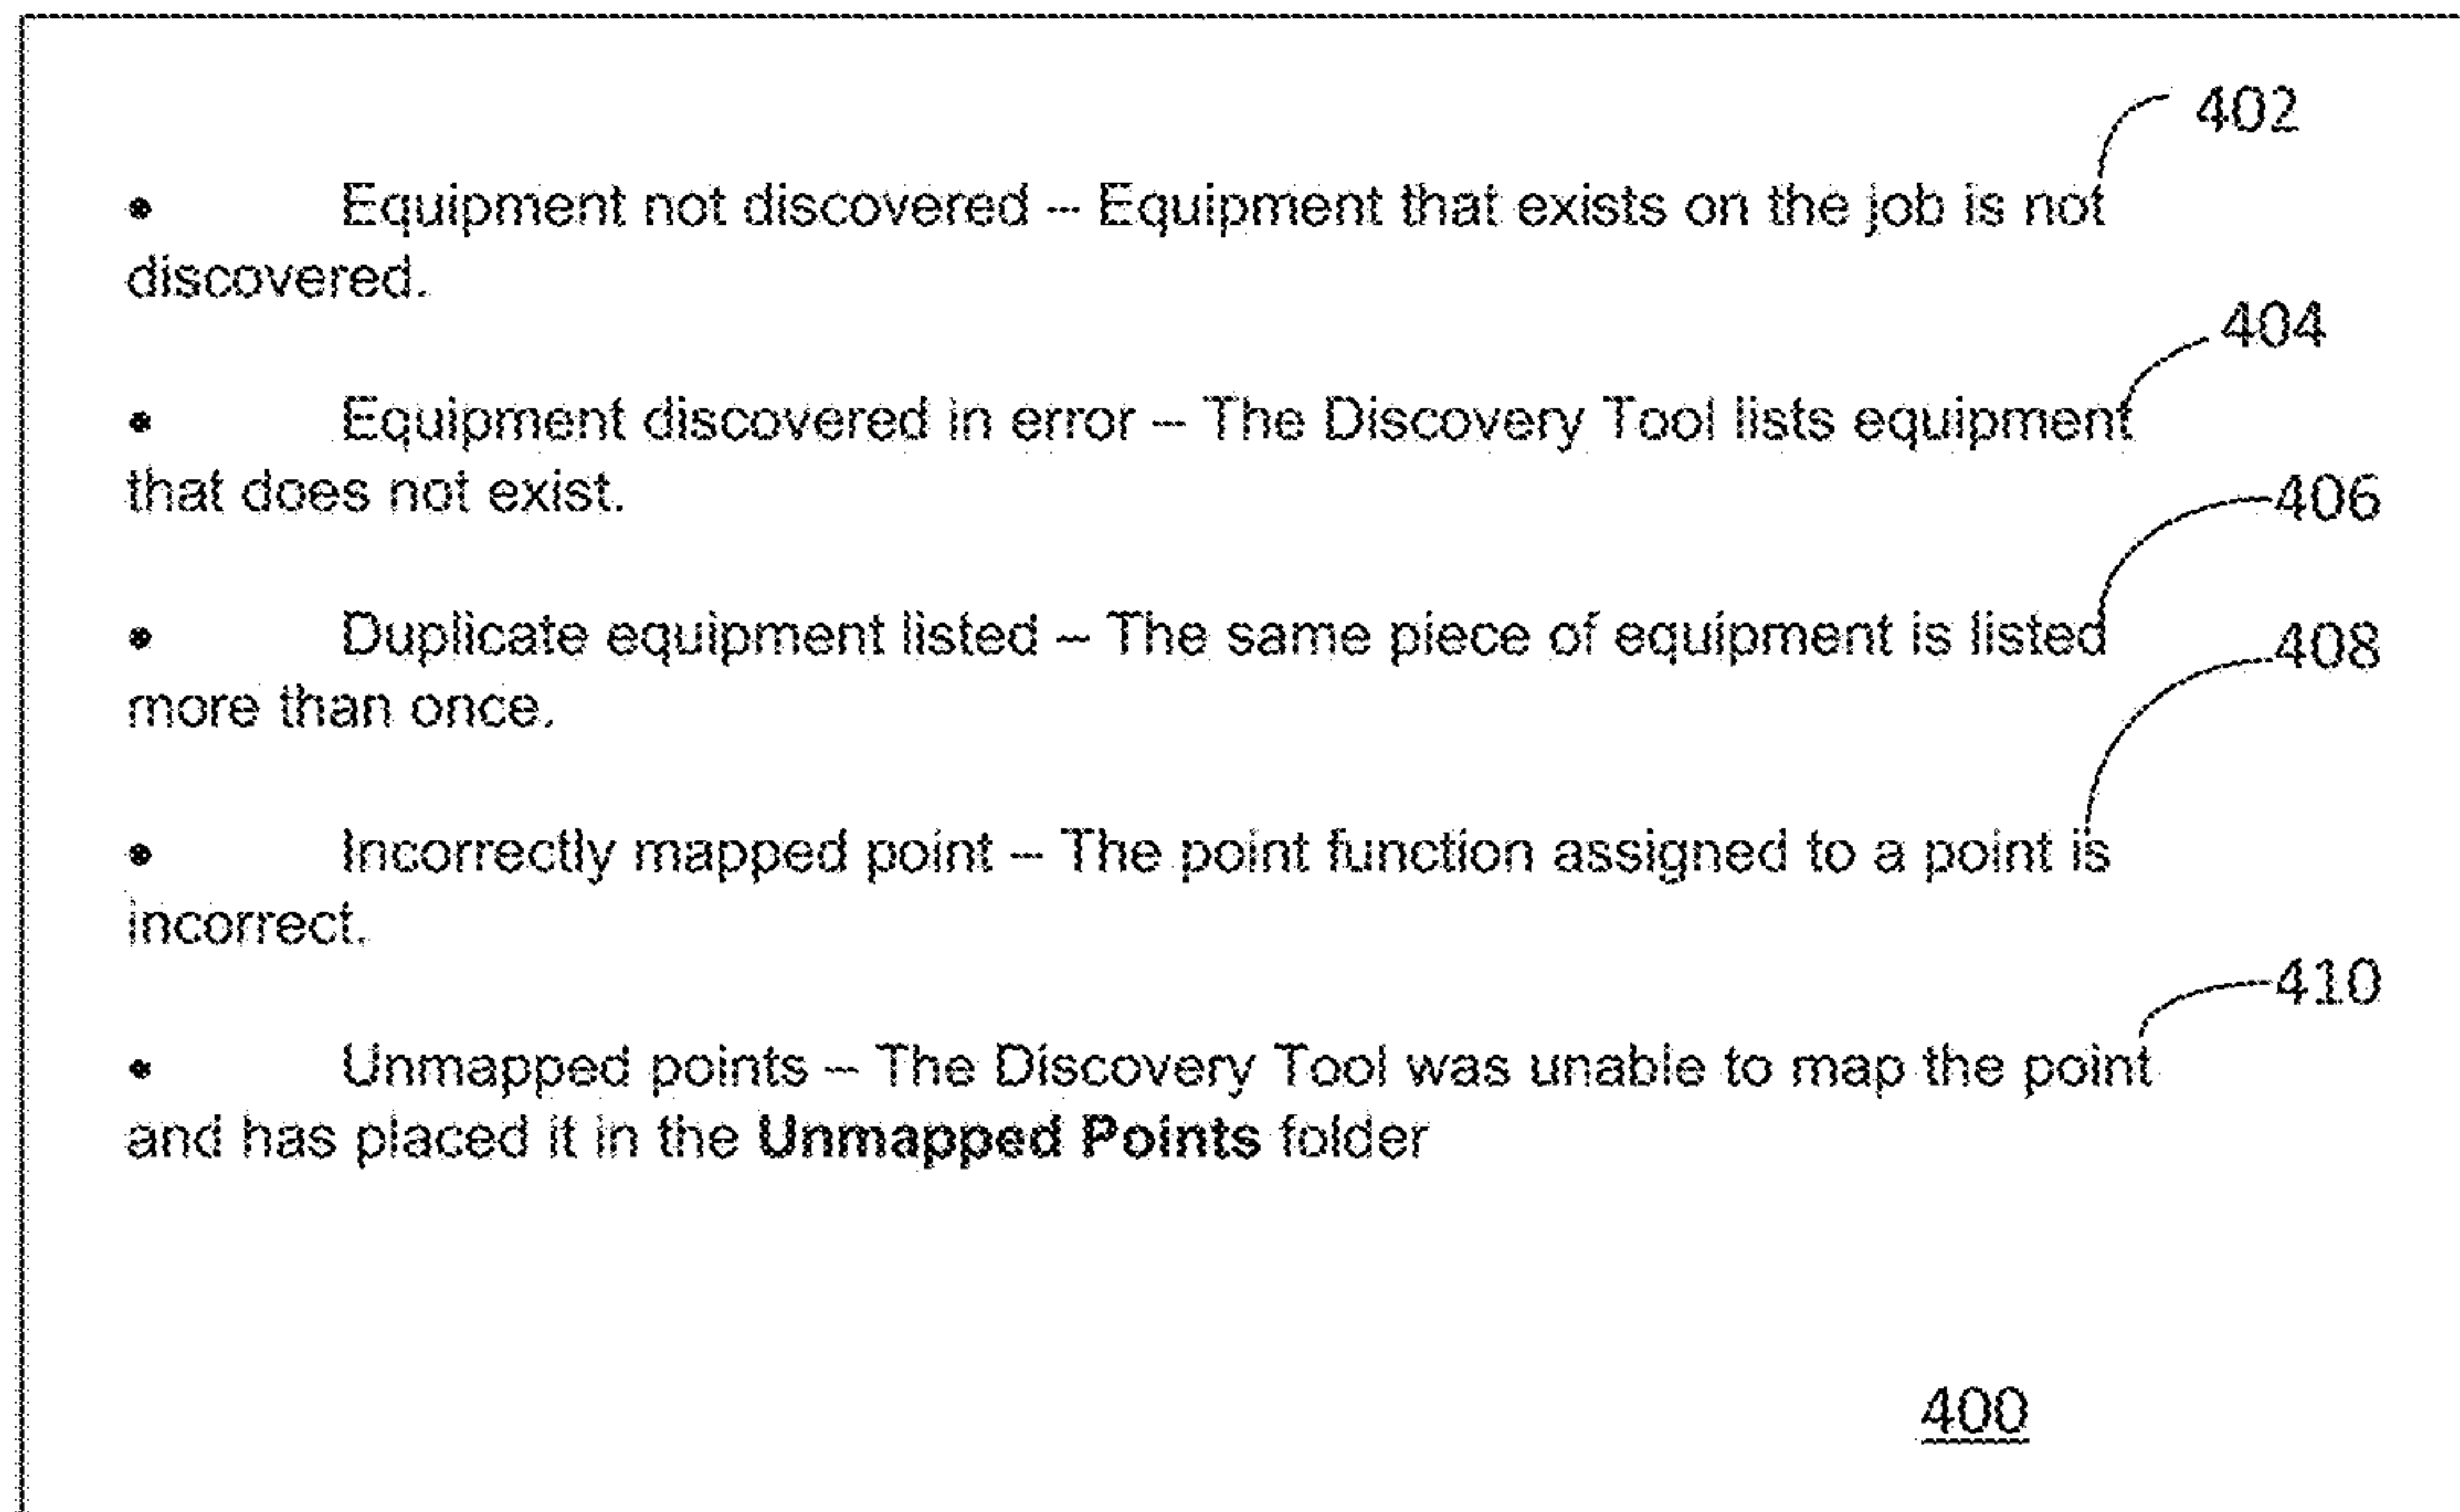 402
• Equipment not discovered -- Equipment that exists on the job is not
discovered.
404
• Equipment discovered in error -- The Discovery Tool lists equipment
that does not exist.
406
• Duplicate equipment listed -- The same piece of equipment is listed
408
more than once.
• Incorrectly mapped point -- The point function assigned to a point is
incorrect.
410
• Unmapped points -- The Discovery Tool was unable to map the point
and has placed it in the Unmapped Points folder
400